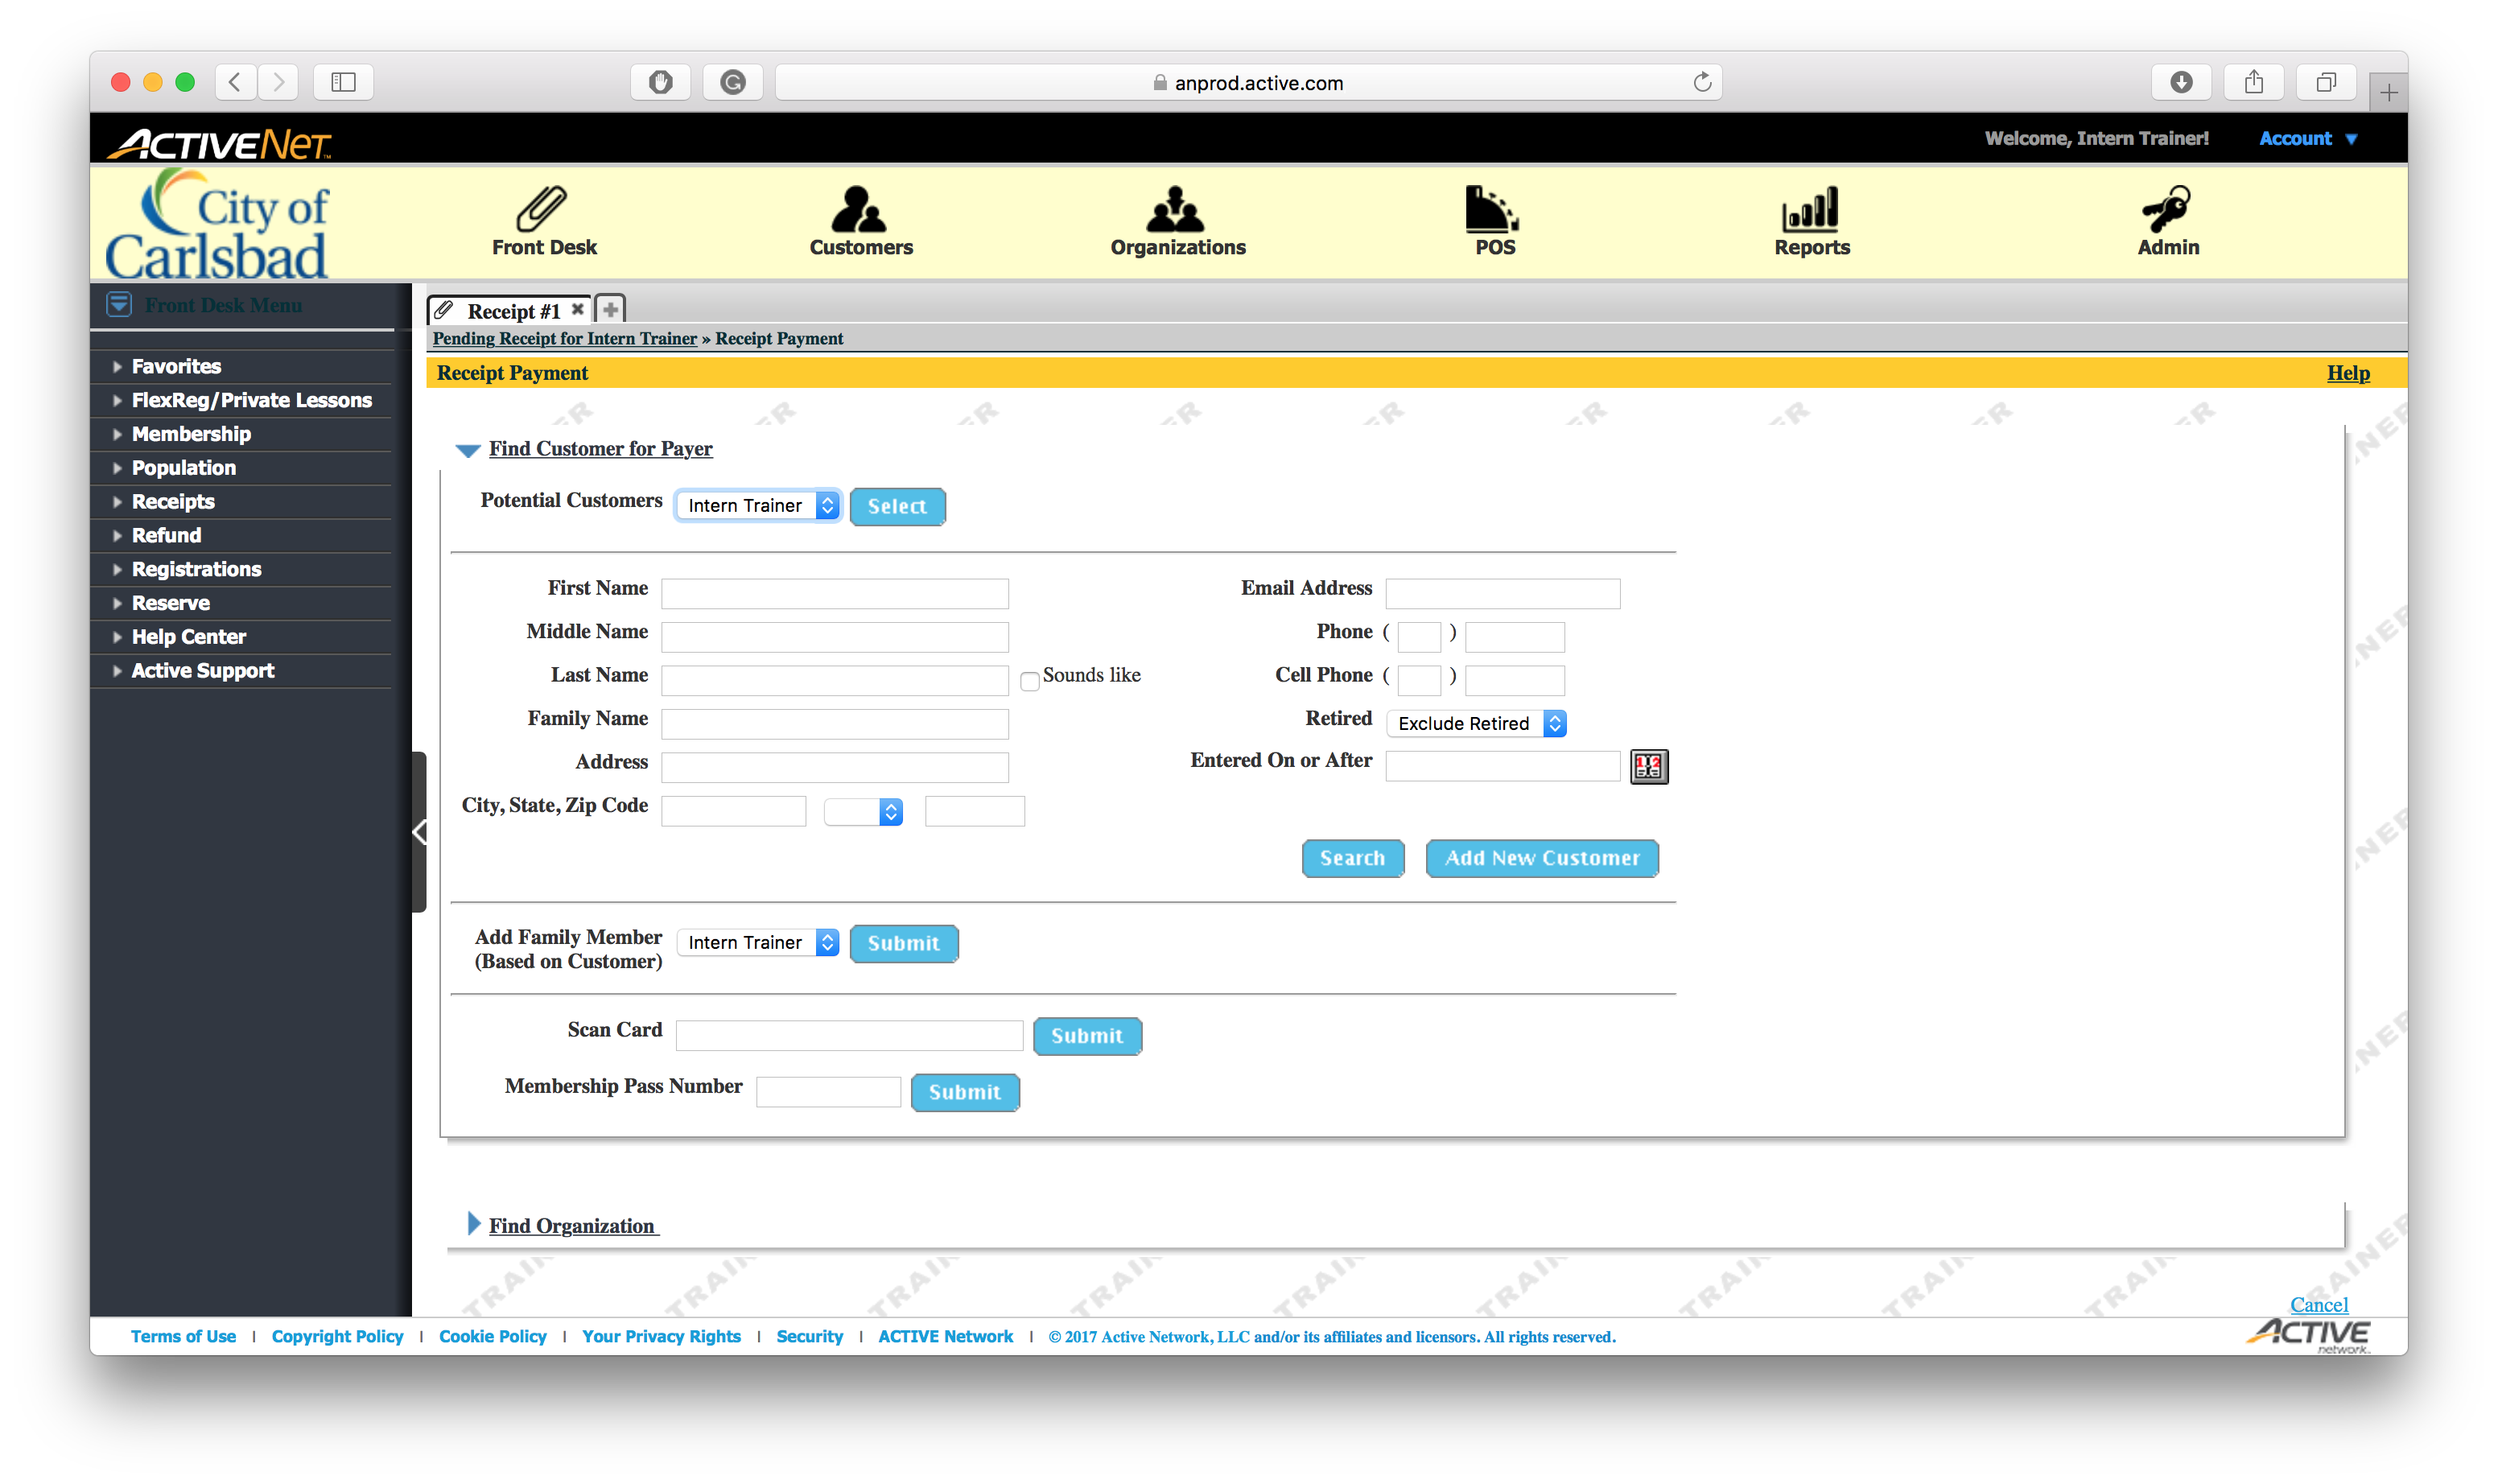 anprod.active.com
ACTIVENet
Welcome, Intern Trainer! Account
City of
Carlsbad
Front Desk
Customers
Organizations
POS
Reports
Admin
Front Desk Menu
Favorites
FlexReg/Private Lessons
Membership
Population
Receipts
Refund
Registrations
Reserve
Help Center
Active Support
Receipt #1
Pending Receipt for Intern Trainer » Receipt Payment
Receipt Payment
Help
Find Customer for Payer
Potential Customers Intern Trainer Select
First Name
Middle Name
Last Name Sounds like
Family Name
Address
City, State, Zip Code
Email Address
Phone ( )
Cell Phone ( )
Retired Exclude Retired
Entered On or After
Search Add New Customer
Add Family Member
(Based on Customer)
Intern Trainer Submit
Scan Card Submit
Membership Pass Number Submit
Find Organization
Cancel
Terms of Use | Copyright Policy | Cookie Policy | Your Privacy Rights | Security | ACTIVE Network | © 2017 Active Network, LLC and/or its affiliates and licensors. All rights reserved.
ACTIVE
network